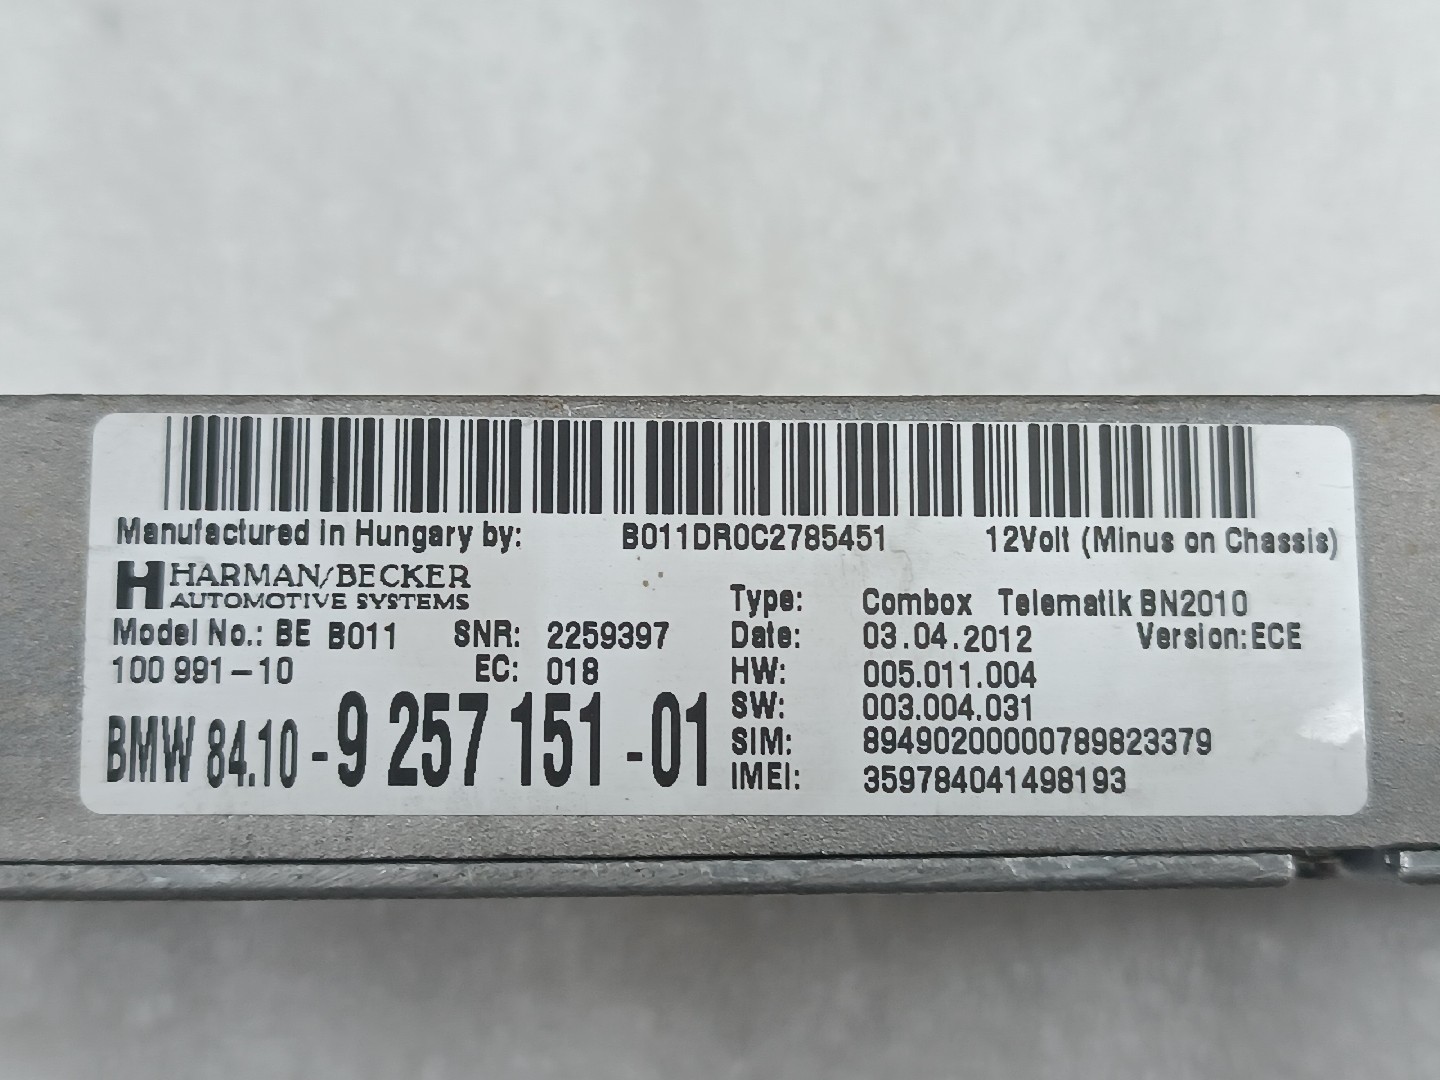 Manufactured in Hungary by: B011DR0C2785451 12Volt (Minus on Chassis)
H HARMAN/BECKER
AUTOMOTIVE SYSTEMS
Model No.: BE B011 SNR: 2259397
100 991-10 EC: 018
BMW 84.10 - 9 257 151 - 01
Type: Combox Telematik BN2010
Date: 03.04.2012 Version: ECE
HW: 005.011.004
SW: 003.004.031
SIM: 89490200000789823379
IMEI: 359784041498193